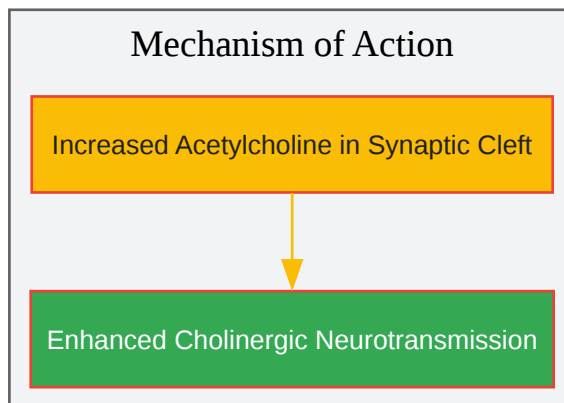 Mechanism of Action
Increased Acetylcholine in Synaptic Cleft
Enhanced Cholinergic Neurotransmission